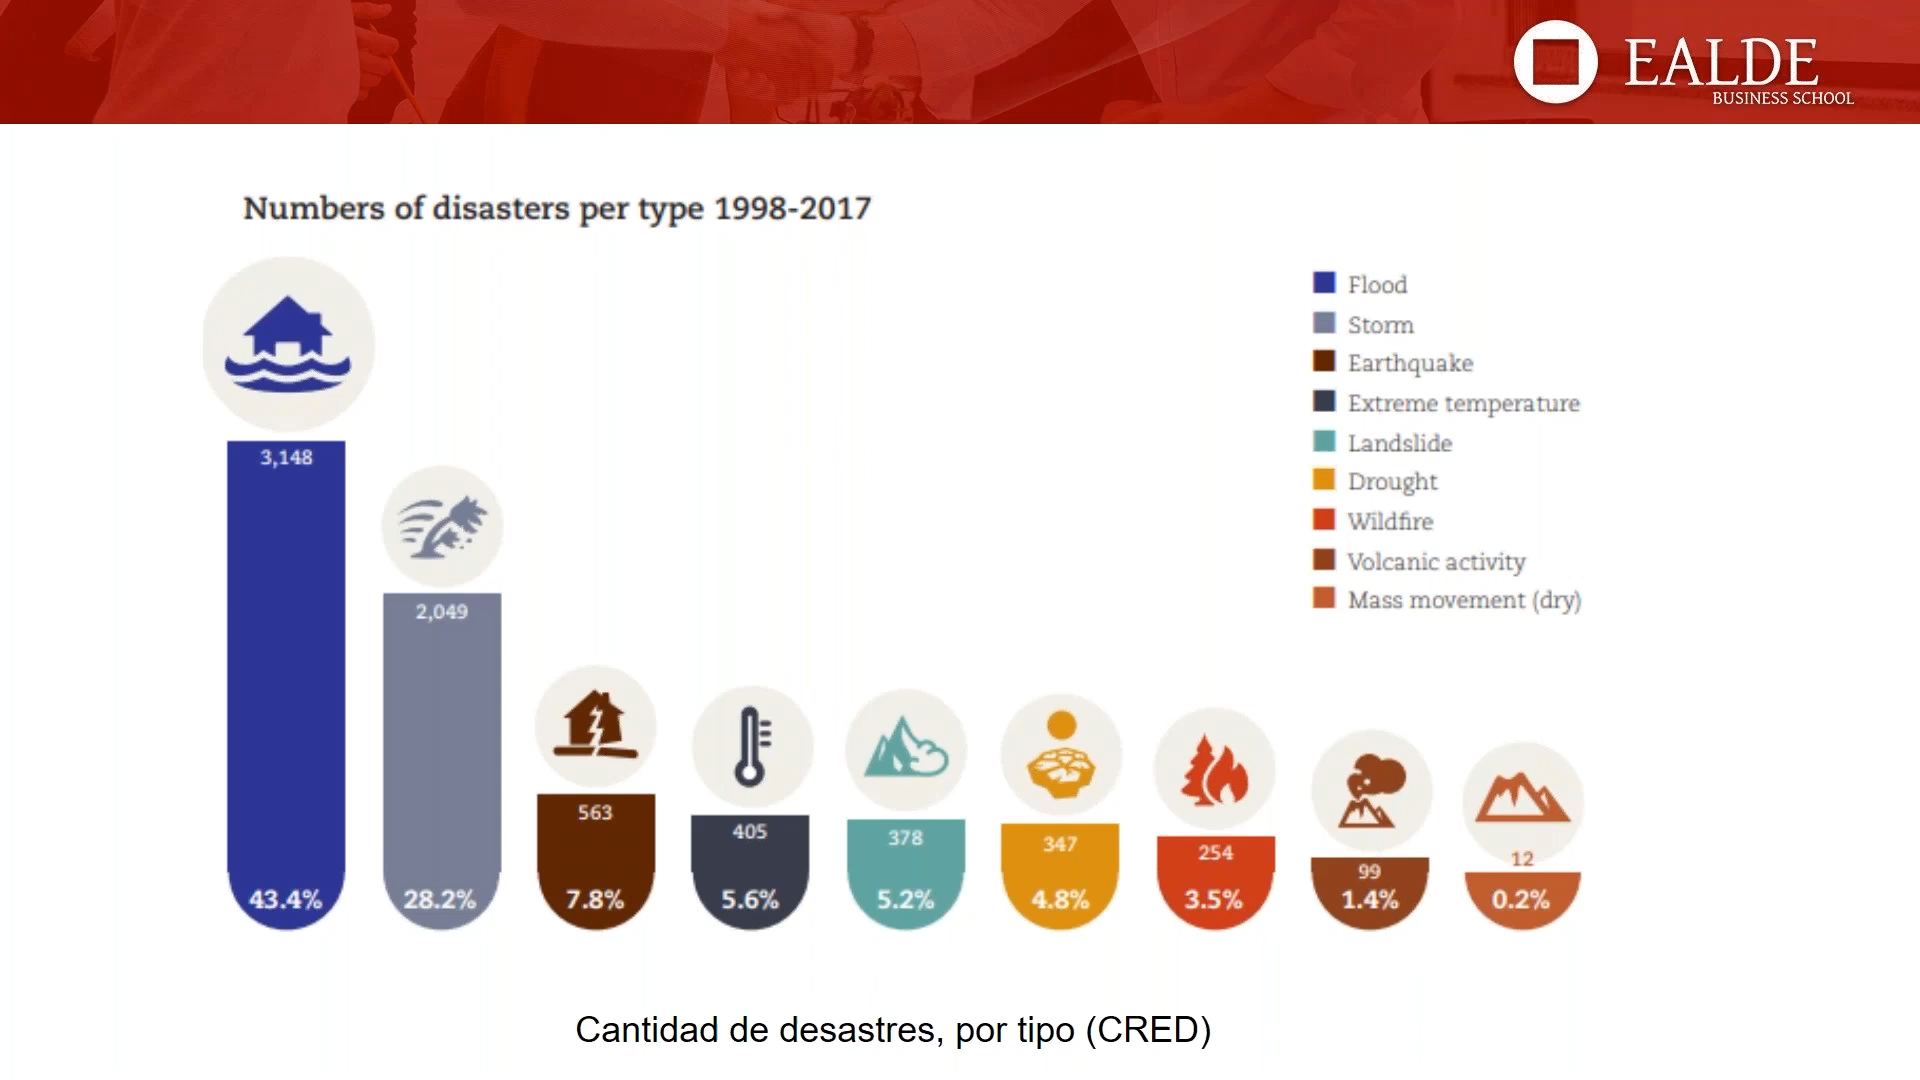 EALDE
BUSINESS SCHOOL
Numbers of disasters per type 1998-2017
Flood
Storm
Earthquake
Extreme temperature
Landslide
Drought
Wildfire
Volcanic activity
Mass movement (dry)
3,148
2,049
563
405
378
347
254
99
12
43.4%
28.2%
7.8%
5.6%
5.2%
4.8%
3.5%
1.4%
0.2%
Cantidad de desastres, por tipo (CRED)